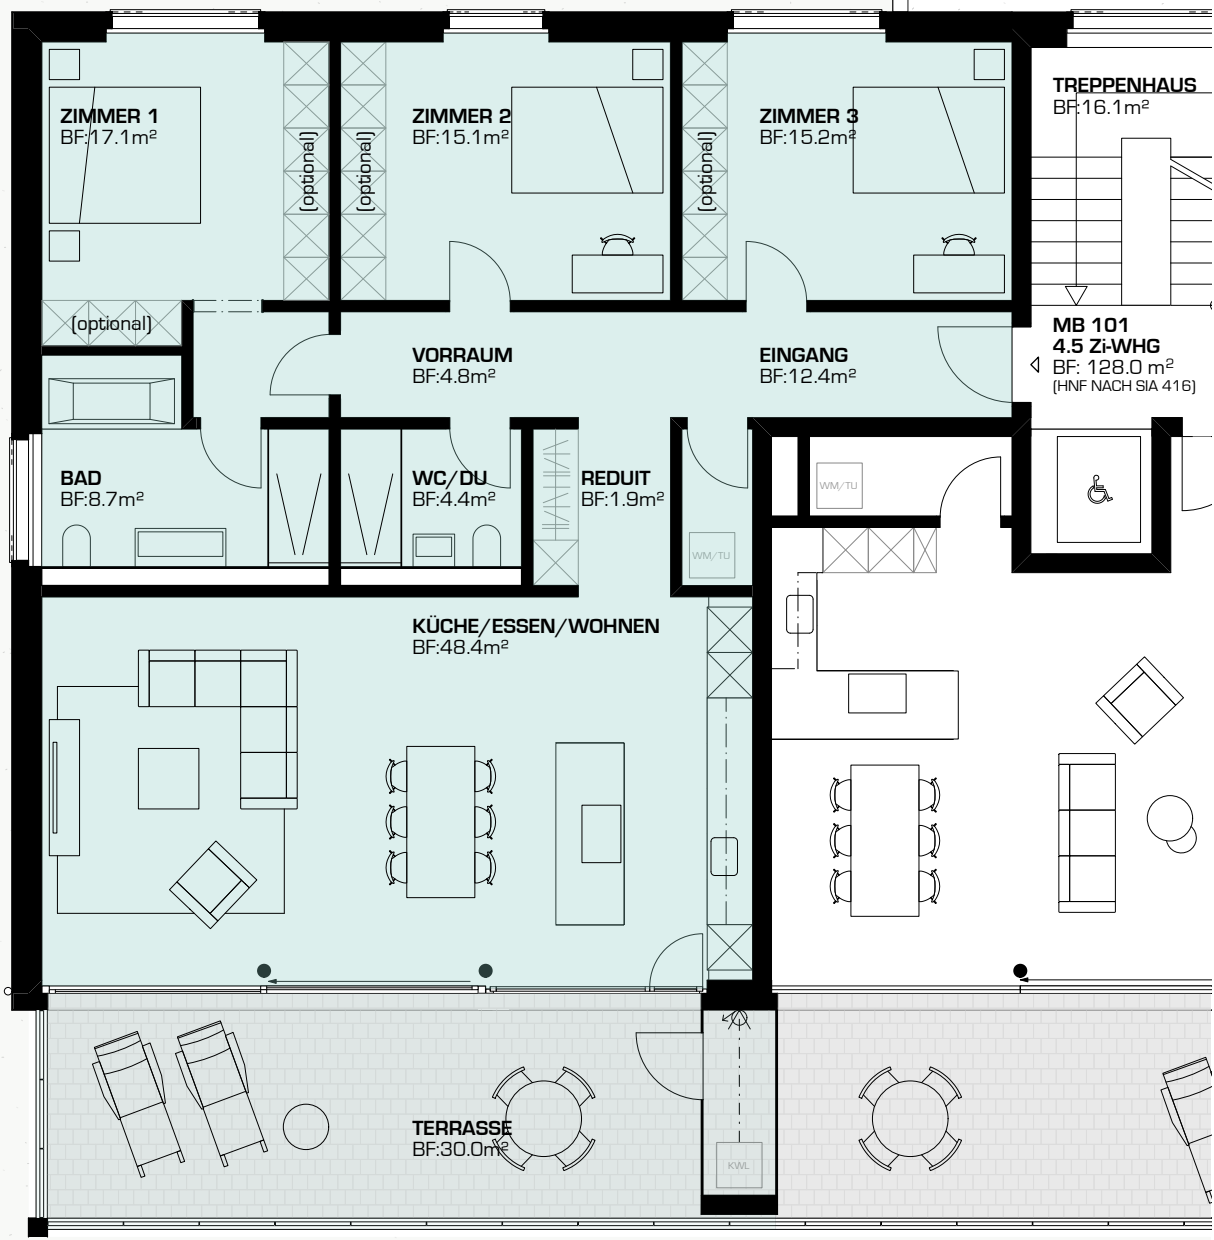 ZIMMER 1
BF:17.1m²
(optional)
(optional)
ZIMMER 2
BF:15.1m²
(optional)
ZIMMER 3
BF:15.2m²
(optional)
TREPPENHAUS
BF:16.1m²
MB 101
4.5 Zi-WHG
BF: 128.0 m²
(HNF NACH SIA 416)
VORRAUM
BF:4.8m²
EINGANG
BF:12.4m²
BAD
BF:8.7m²
WC/DU
BF:4.4m²
REDUIT
BF:1.9m²
WM/TU
WM/TU
KÜCHE/ESSEN/WOHNEN
BF:48.4m²
TERRASSE
BF:30.0m²
KWL